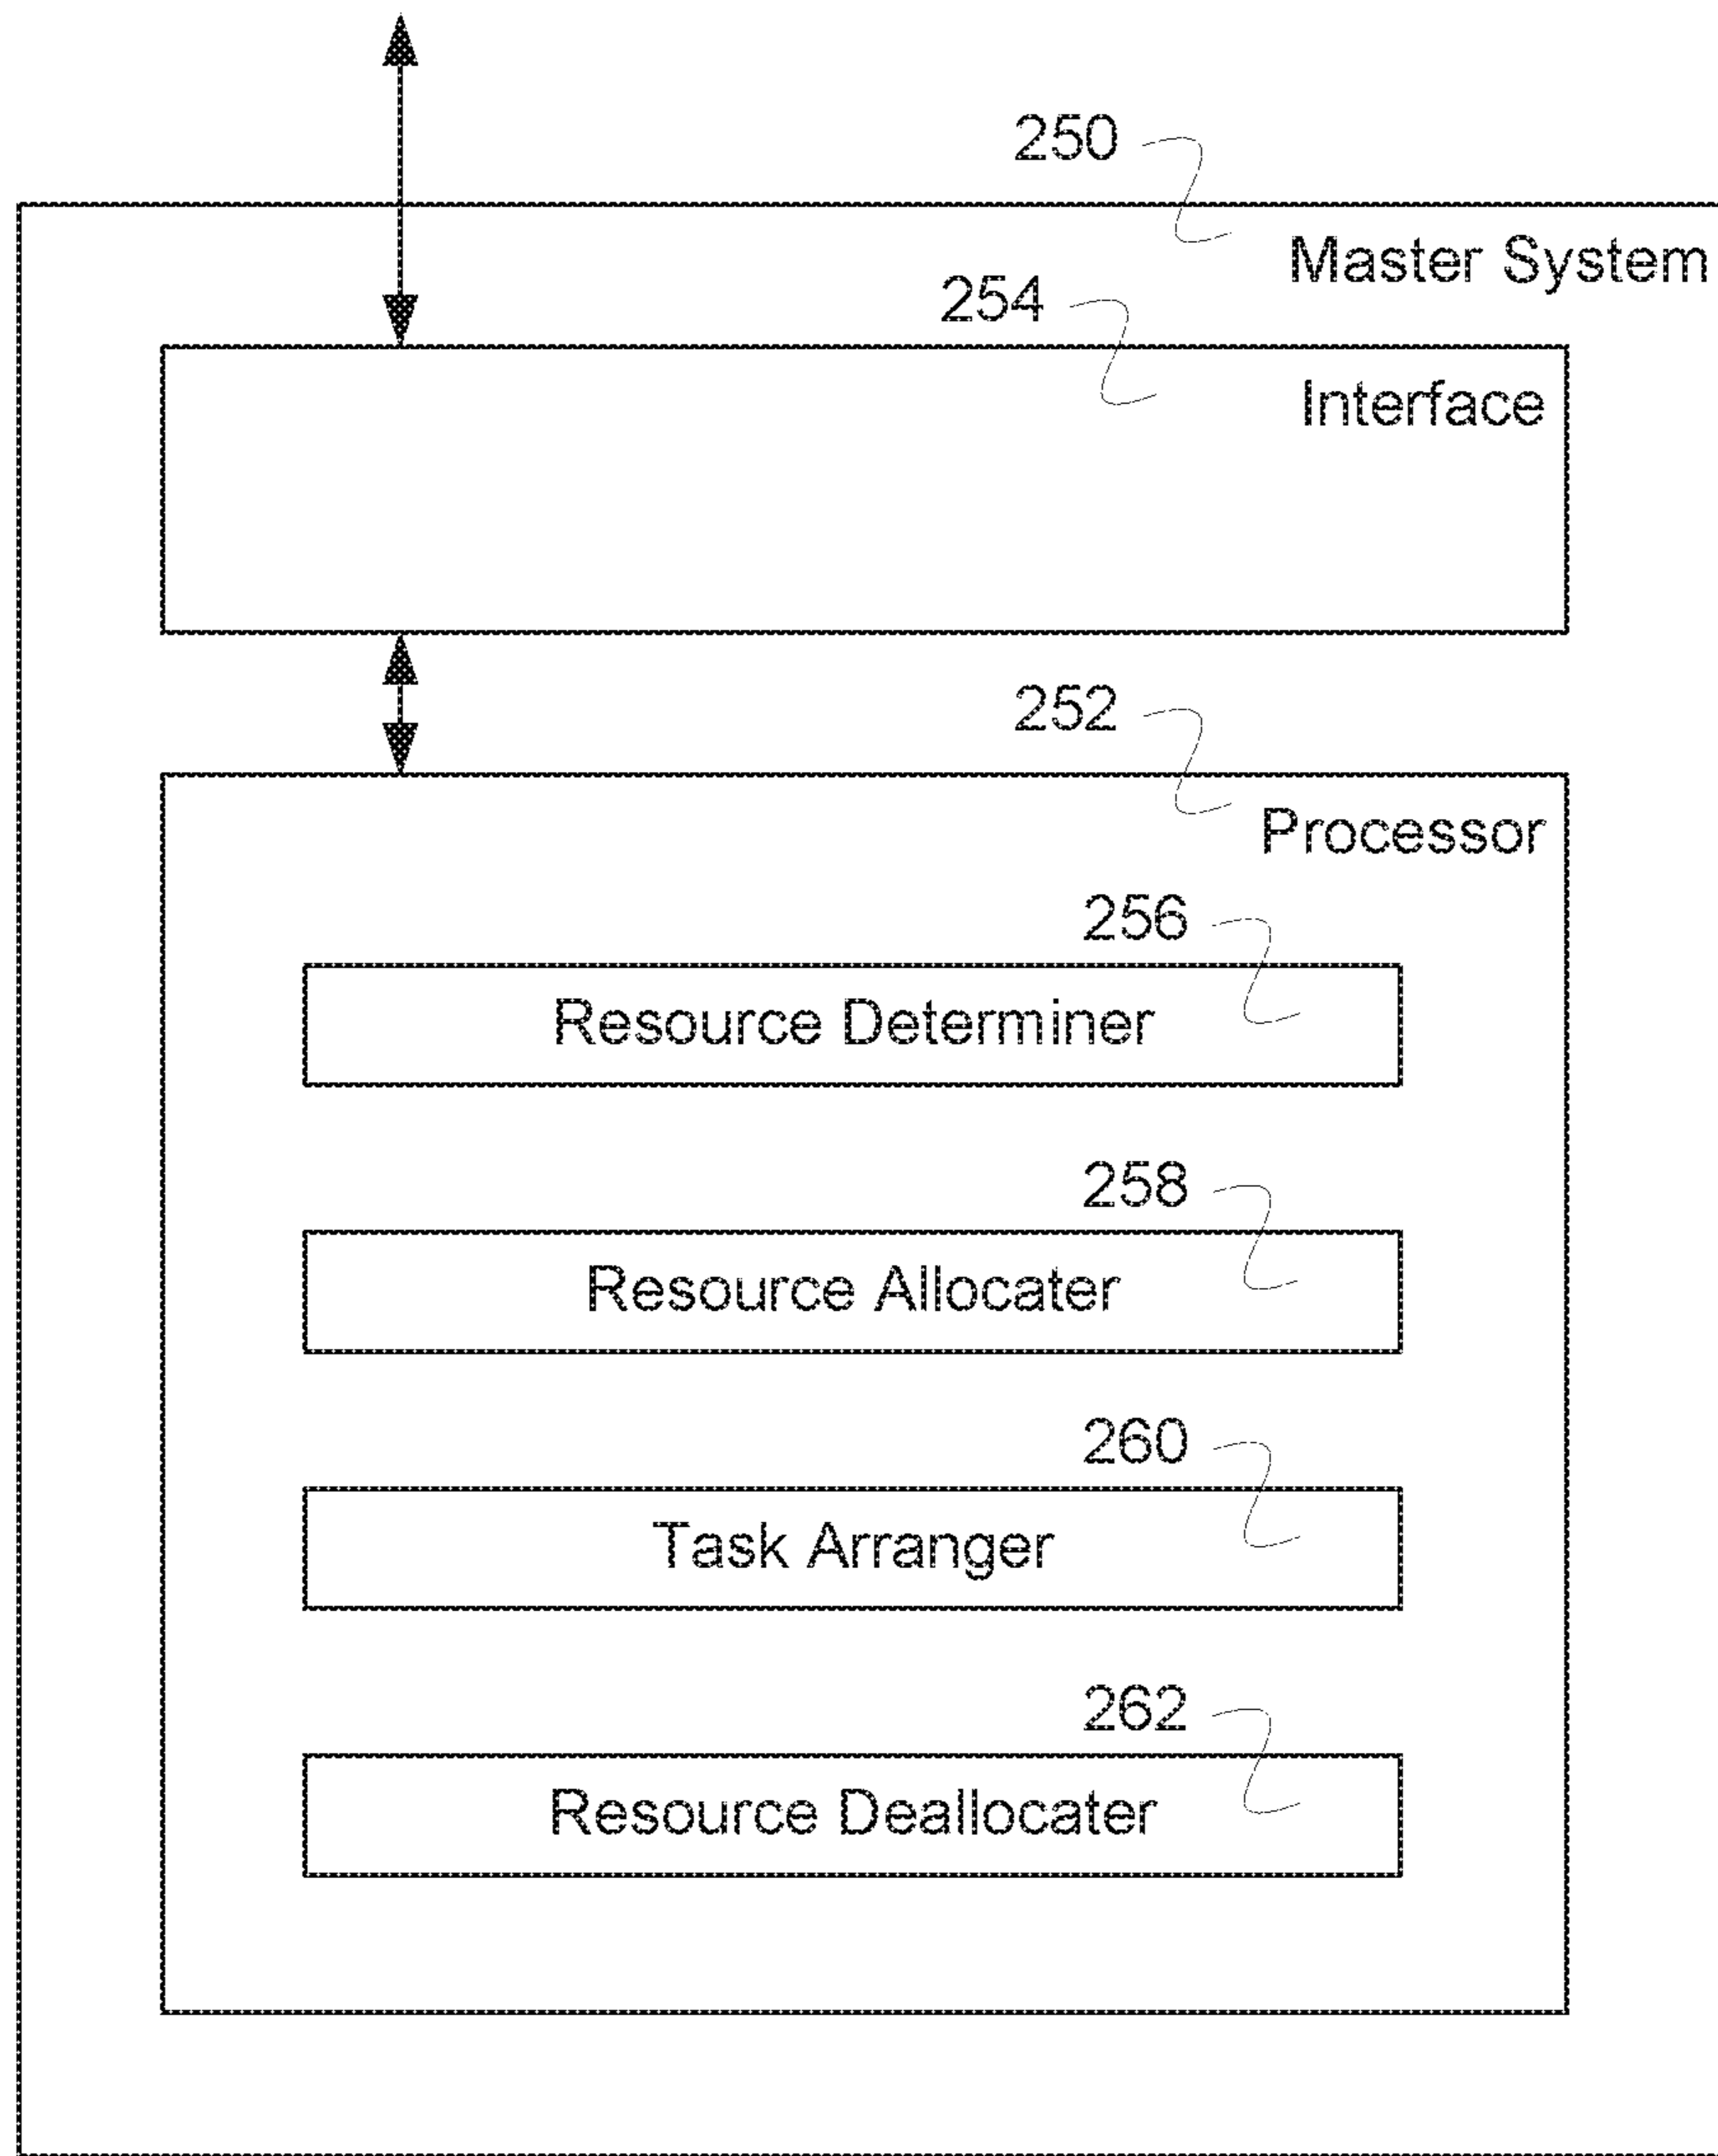 250
Master System
254
Interface
252
Processor
256
Resource Determiner
258
Resource Allocater
260
Task Arranger
262
Resource Deallocater